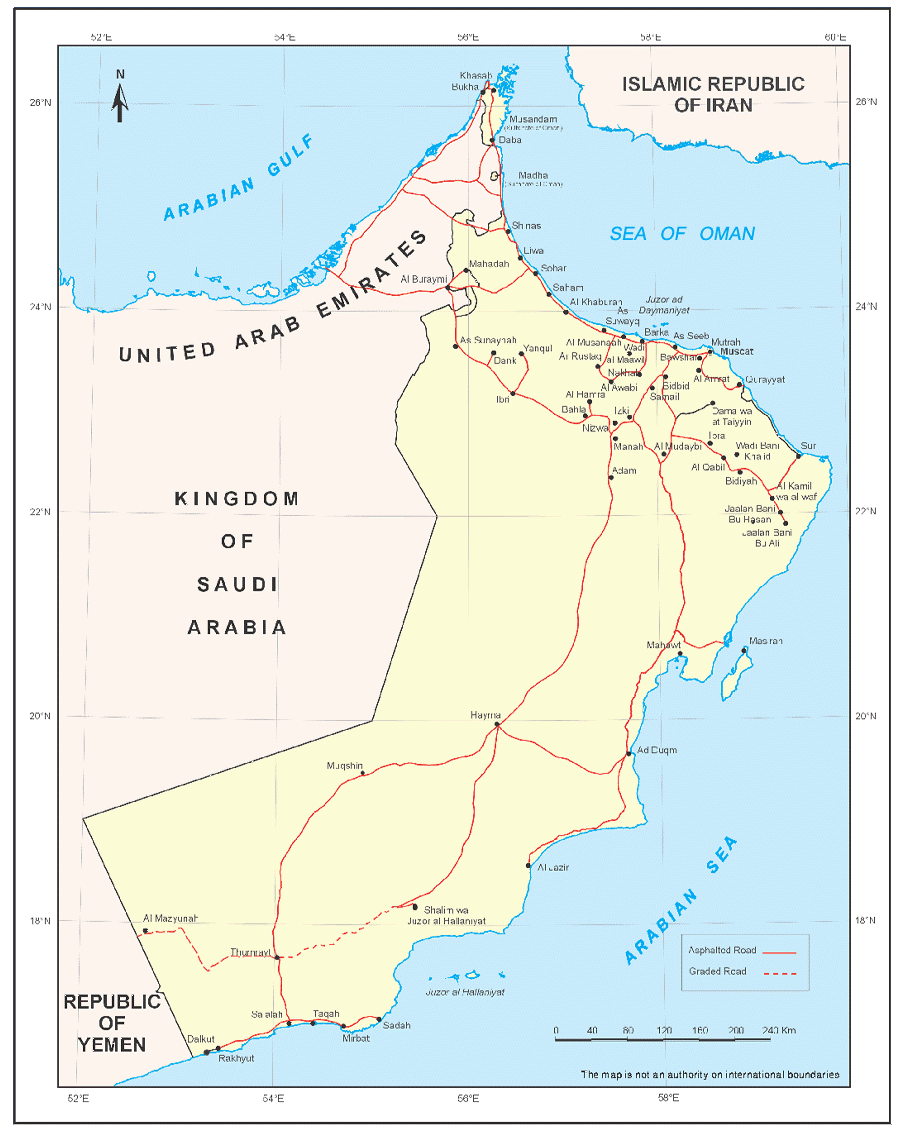 52°E 54°E 56°E 58°E 60°E
N
Khasab
Bukha
ISLAMIC REPUBLIC
OF IRAN
26°N 26°N
Musandam
(Sultanate of Oman)
Daba
ARABIAN GULF
Madha
(Sultanate of Oman)
Shinas
SEA OF OMAN
Liwa
Mahadah
Sohar
Al Buraymi
Saham
UNITED ARAB EMIRATES
24°N 24°N
Al Khaburah
Juzor ad
Daymaniyat
As
Suwayq
Barka
As Seeb
Mutrah
Muscat
As Sunaynah
Yanqul
Dank
Al Musanaah
Wadi
al Maawil
Ar Rustaq
Bawshar
Nakhal
Al Awabi
Bidbid
Al Amrat
Qurayyat
Ibri
Al Hamra
Samail
Bahla
Izki
Dama wa
at Taiyyin
Nizwa
Manah
Al Mudaybi
Ibra
Wadi Bani
Khalid
Sur
Adam
Al Qabil
Bidiyah
Al Kamil
wa al waf
KINGDOM
OF
SAUDI
ARABIA
22°N 22°N
Jaalan Bani
Bu Hasan
Jaalan Bani
Bu Ali
Mahawt
Masirah
20°N 20°N
Hayma
Ad Duqm
Muqshin
Al Jazir
ARABIAN SEA
Shalim wa
Juzor al Hallaniyat
18°N 18°N
Al Mazyunah
Thumrayt
Asphalted Road
Graded Road
Juzor al Hallaniyat
REPUBLIC
OF
YEMEN
Salalah
Taqah
Mirbat
Sadah
Dalkut
Rakhyut
0 40 80 120 160 200 240 Km
The map is not an authority on international boundaries
52°E 54°E 56°E 58°E